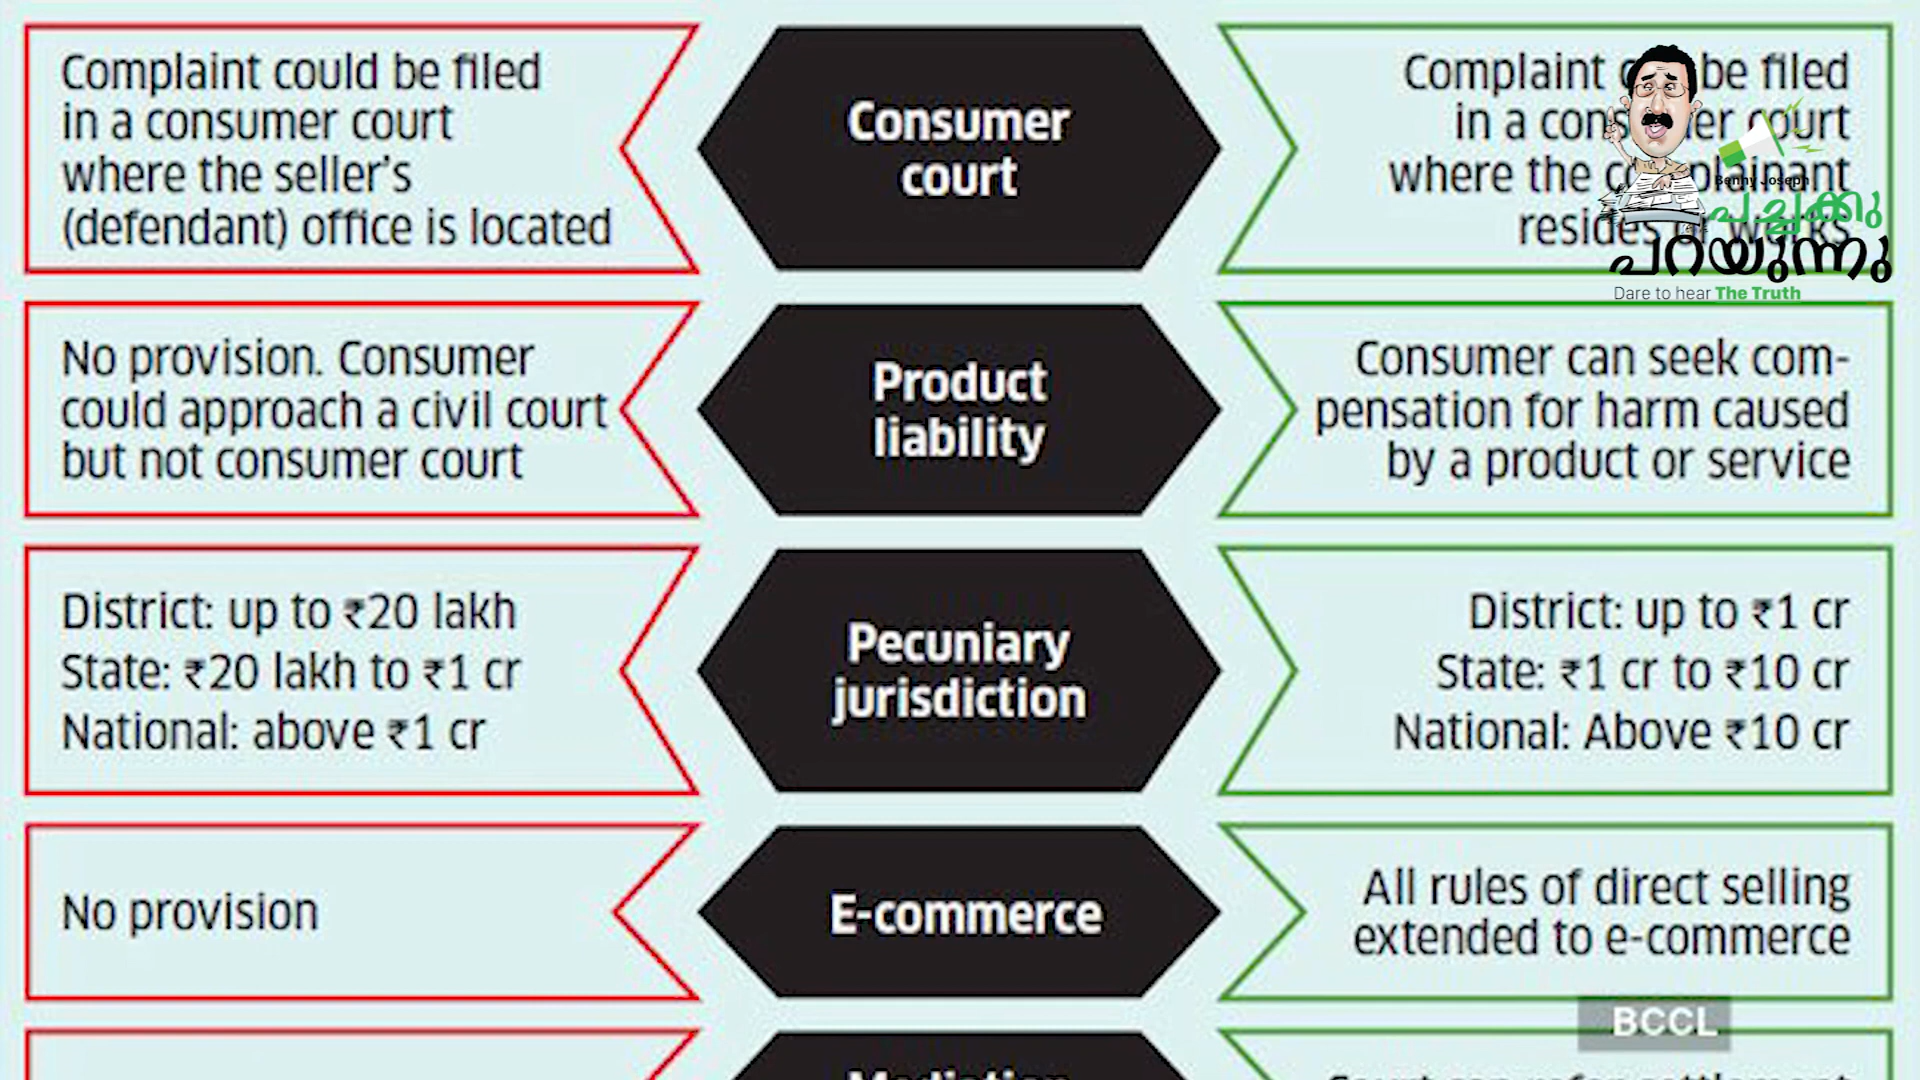 Complaint could be filed
in a consumer court
where the seller's
(defendant) office is located
Consumer
court
Complaint be filed
in a court
where the
resides
Benny Joseph
പച്ചക്കു
പറയുന്നു
Dare to hear The Truth
No provision. Consumer
could approach a civil court
but not consumer court
Product
liability
Consumer can seek com-
pensation for harm caused
by a product or service
District: up to ₹20 lakh
State: ₹20 lakh to ₹1 cr
National: above ₹1 cr
Pecuniary
jurisdiction
District: up to ₹1 cr
State: ₹1 cr to ₹10 cr
National: Above ₹10 cr
No provision
E-commerce
All rules of direct selling
extended to e-commerce
BCCL